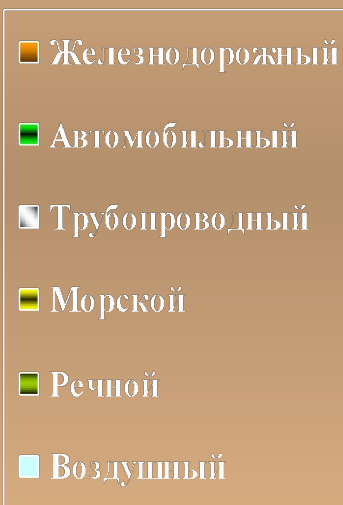 Железнодорожный
Автомобильный
Трубопроводный
Морской
Речной
Воздушный